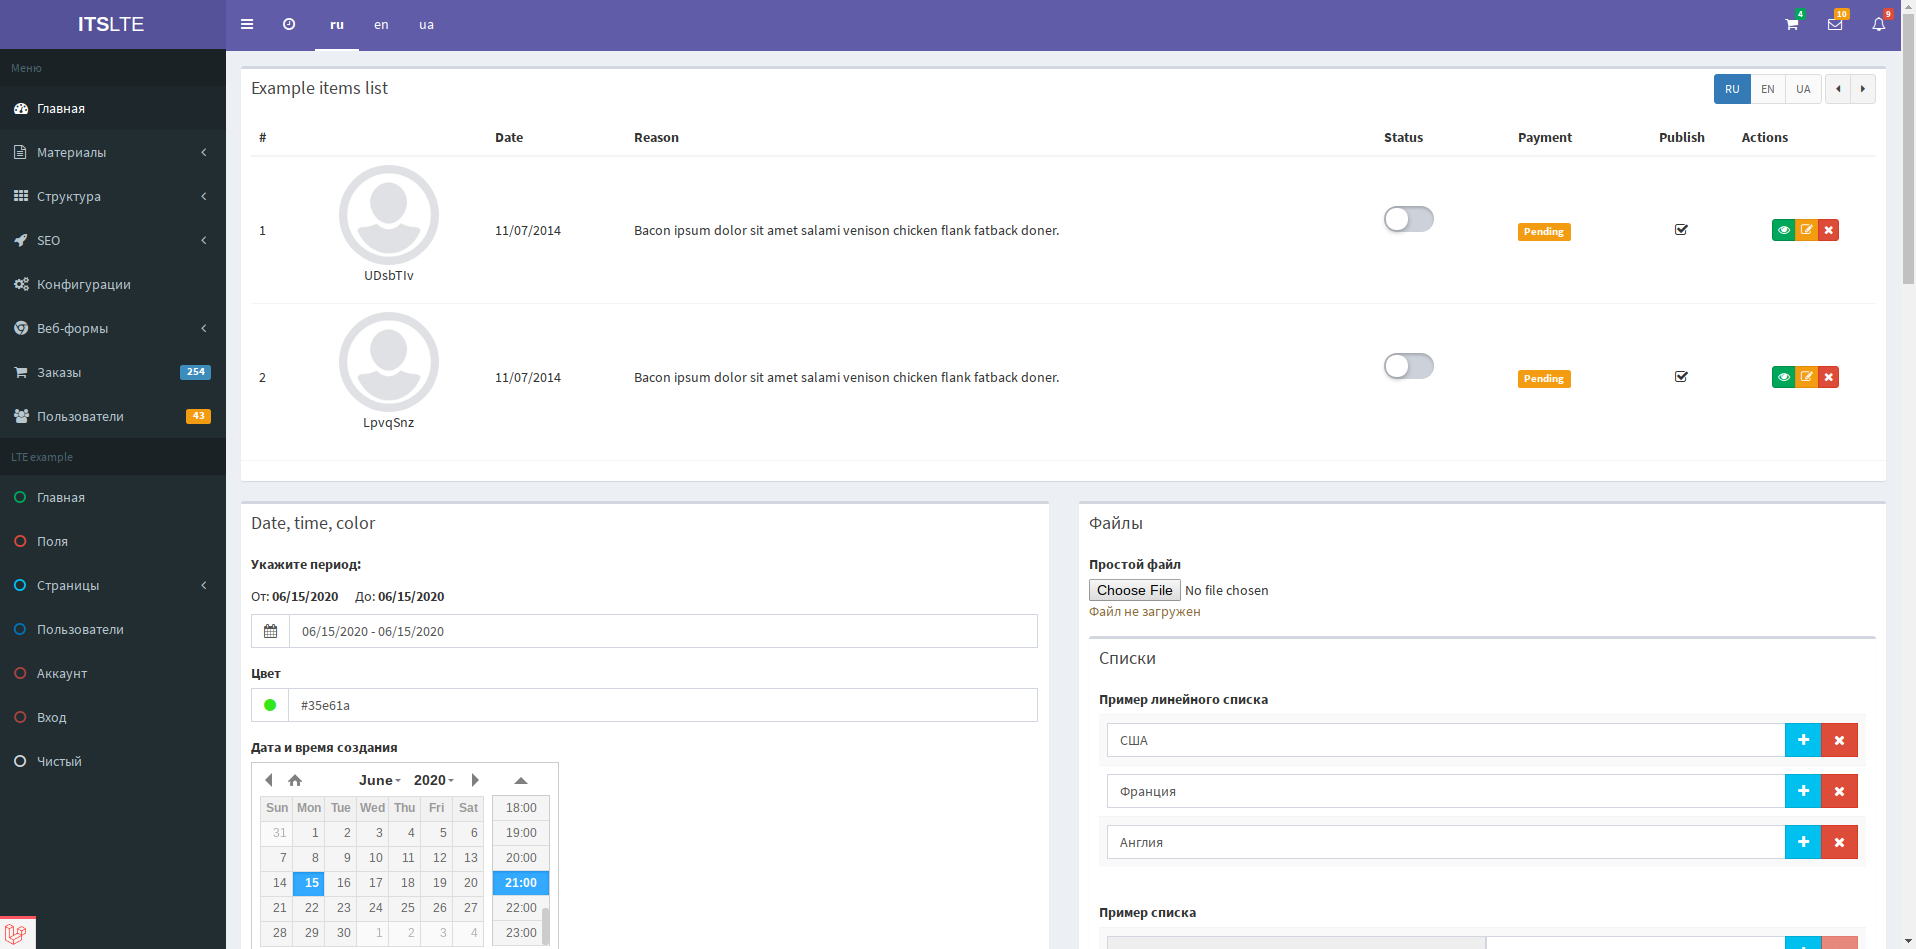 ITSLTE
ru en ua
4 10 9
Меню
Главная
Материалы
Структура
SEO
Конфигурации
Веб-формы
Заказы 254
Пользователи 43
LTE example
Главная
Поля
Страницы
Пользователи
Аккаунт
Вход
Чистый
Example items list
RU EN UA
# Date Reason Status Payment Publish Actions
1 11/07/2014 Bacon ipsum dolor sit amet salami venison chicken flank fatback doner. Pending
UDsbTIv
2 11/07/2014 Bacon ipsum dolor sit amet salami venison chicken flank fatback doner. Pending
LpvqSnz
Date, time, color
Укажите период:
От: 06/15/2020 До: 06/15/2020
06/15/2020 - 06/15/2020
Цвет
#35e61a
Дата и время создания
June 2020
Sun Mon Tue Wed Thu Fri Sat
31 1 2 3 4 5 6
7 8 9 10 11 12 13
14 15 16 17 18 19 20
21 22 23 24 25 26 27
28 29 30 1 2 3 4
18:00
19:00
20:00
21:00
22:00
23:00
Файлы
Простой файл
Choose File No file chosen
Файл не загружен
Списки
Пример линейного списка
США
Франция
Англия
Пример списка